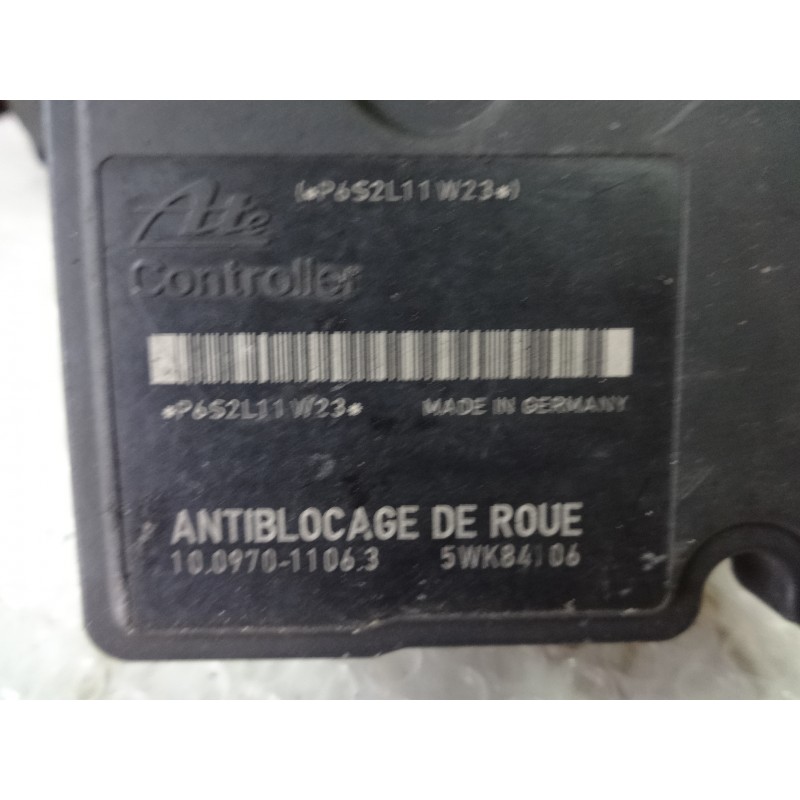 (*P6S2L11W23*)
Ate
Controller
*P6S2L11W23* MADE IN GERMANY
ANTIBLOCAGE DE ROUE
10.0970-1106.3 5WK84106